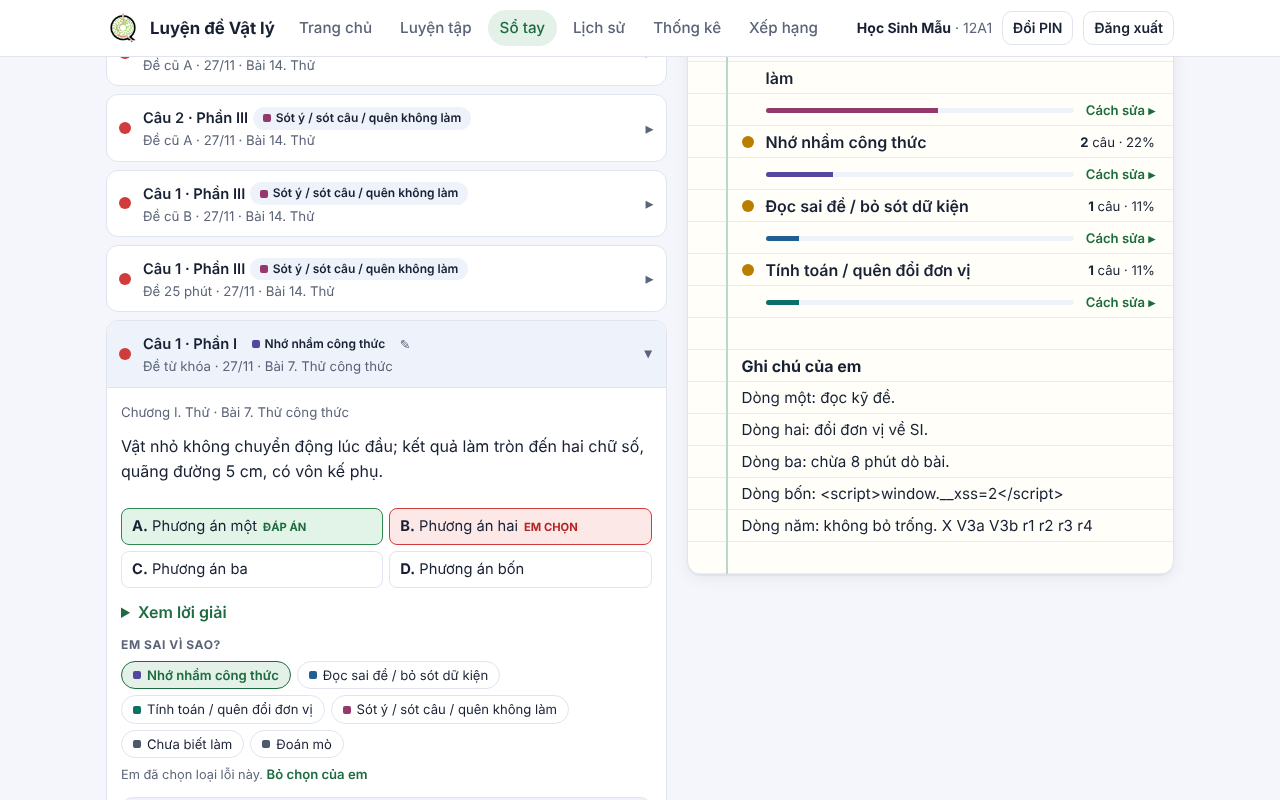 Luyện đề Vật lý
Trang chủ
Luyện tập
Sổ tay
Lịch sử
Thống kê
Xếp hạng
Học Sinh Mẫu · 12A1
Đổi PIN
Đăng xuất
Đề cũ A · 27/11 · Bài 14. Thử
Câu 2 · Phần III
Sót ý / sót câu / quên không làm
Đề cũ A · 27/11 · Bài 14. Thử
Câu 1 · Phần III
Sót ý / sót câu / quên không làm
Đề cũ B · 27/11 · Bài 14. Thử
Câu 1 · Phần III
Sót ý / sót câu / quên không làm
Đề 25 phút · 27/11 · Bài 14. Thử
Câu 1 · Phần I
Nhớ nhầm công thức
Đề từ khóa · 27/11 · Bài 7. Thử công thức
Chương I. Thử · Bài 7. Thử công thức
Vật nhỏ không chuyển động lúc đầu; kết quả làm tròn đến hai chữ số,
quãng đường 5 cm, có vôn kế phụ.
A. Phương án một ĐÁP ÁN
B. Phương án hai EM CHỌN
C. Phương án ba
D. Phương án bốn
Xem lời giải
EM SAI VÌ SAO?
Nhớ nhầm công thức
Đọc sai đề / bỏ sót dữ kiện
Tính toán / quên đổi đơn vị
Sót ý / sót câu / quên không làm
Chưa biết làm
Đoán mò
Em đã chọn loại lỗi này. Bỏ chọn của em
làm
Cách sửa ▸
Nhớ nhầm công thức
2 câu · 22%
Cách sửa ▸
Đọc sai đề / bỏ sót dữ kiện
1 câu · 11%
Cách sửa ▸
Tính toán / quên đổi đơn vị
1 câu · 11%
Cách sửa ▸
Ghi chú của em
Dòng một: đọc kỹ đề.
Dòng hai: đổi đơn vị về SI.
Dòng ba: chừa 8 phút dò bài.
Dòng bốn: &lt;script&gt;window.__xss=2&lt;/script&gt;
Dòng năm: không bỏ trống. X V3a V3b r1 r2 r3 r4